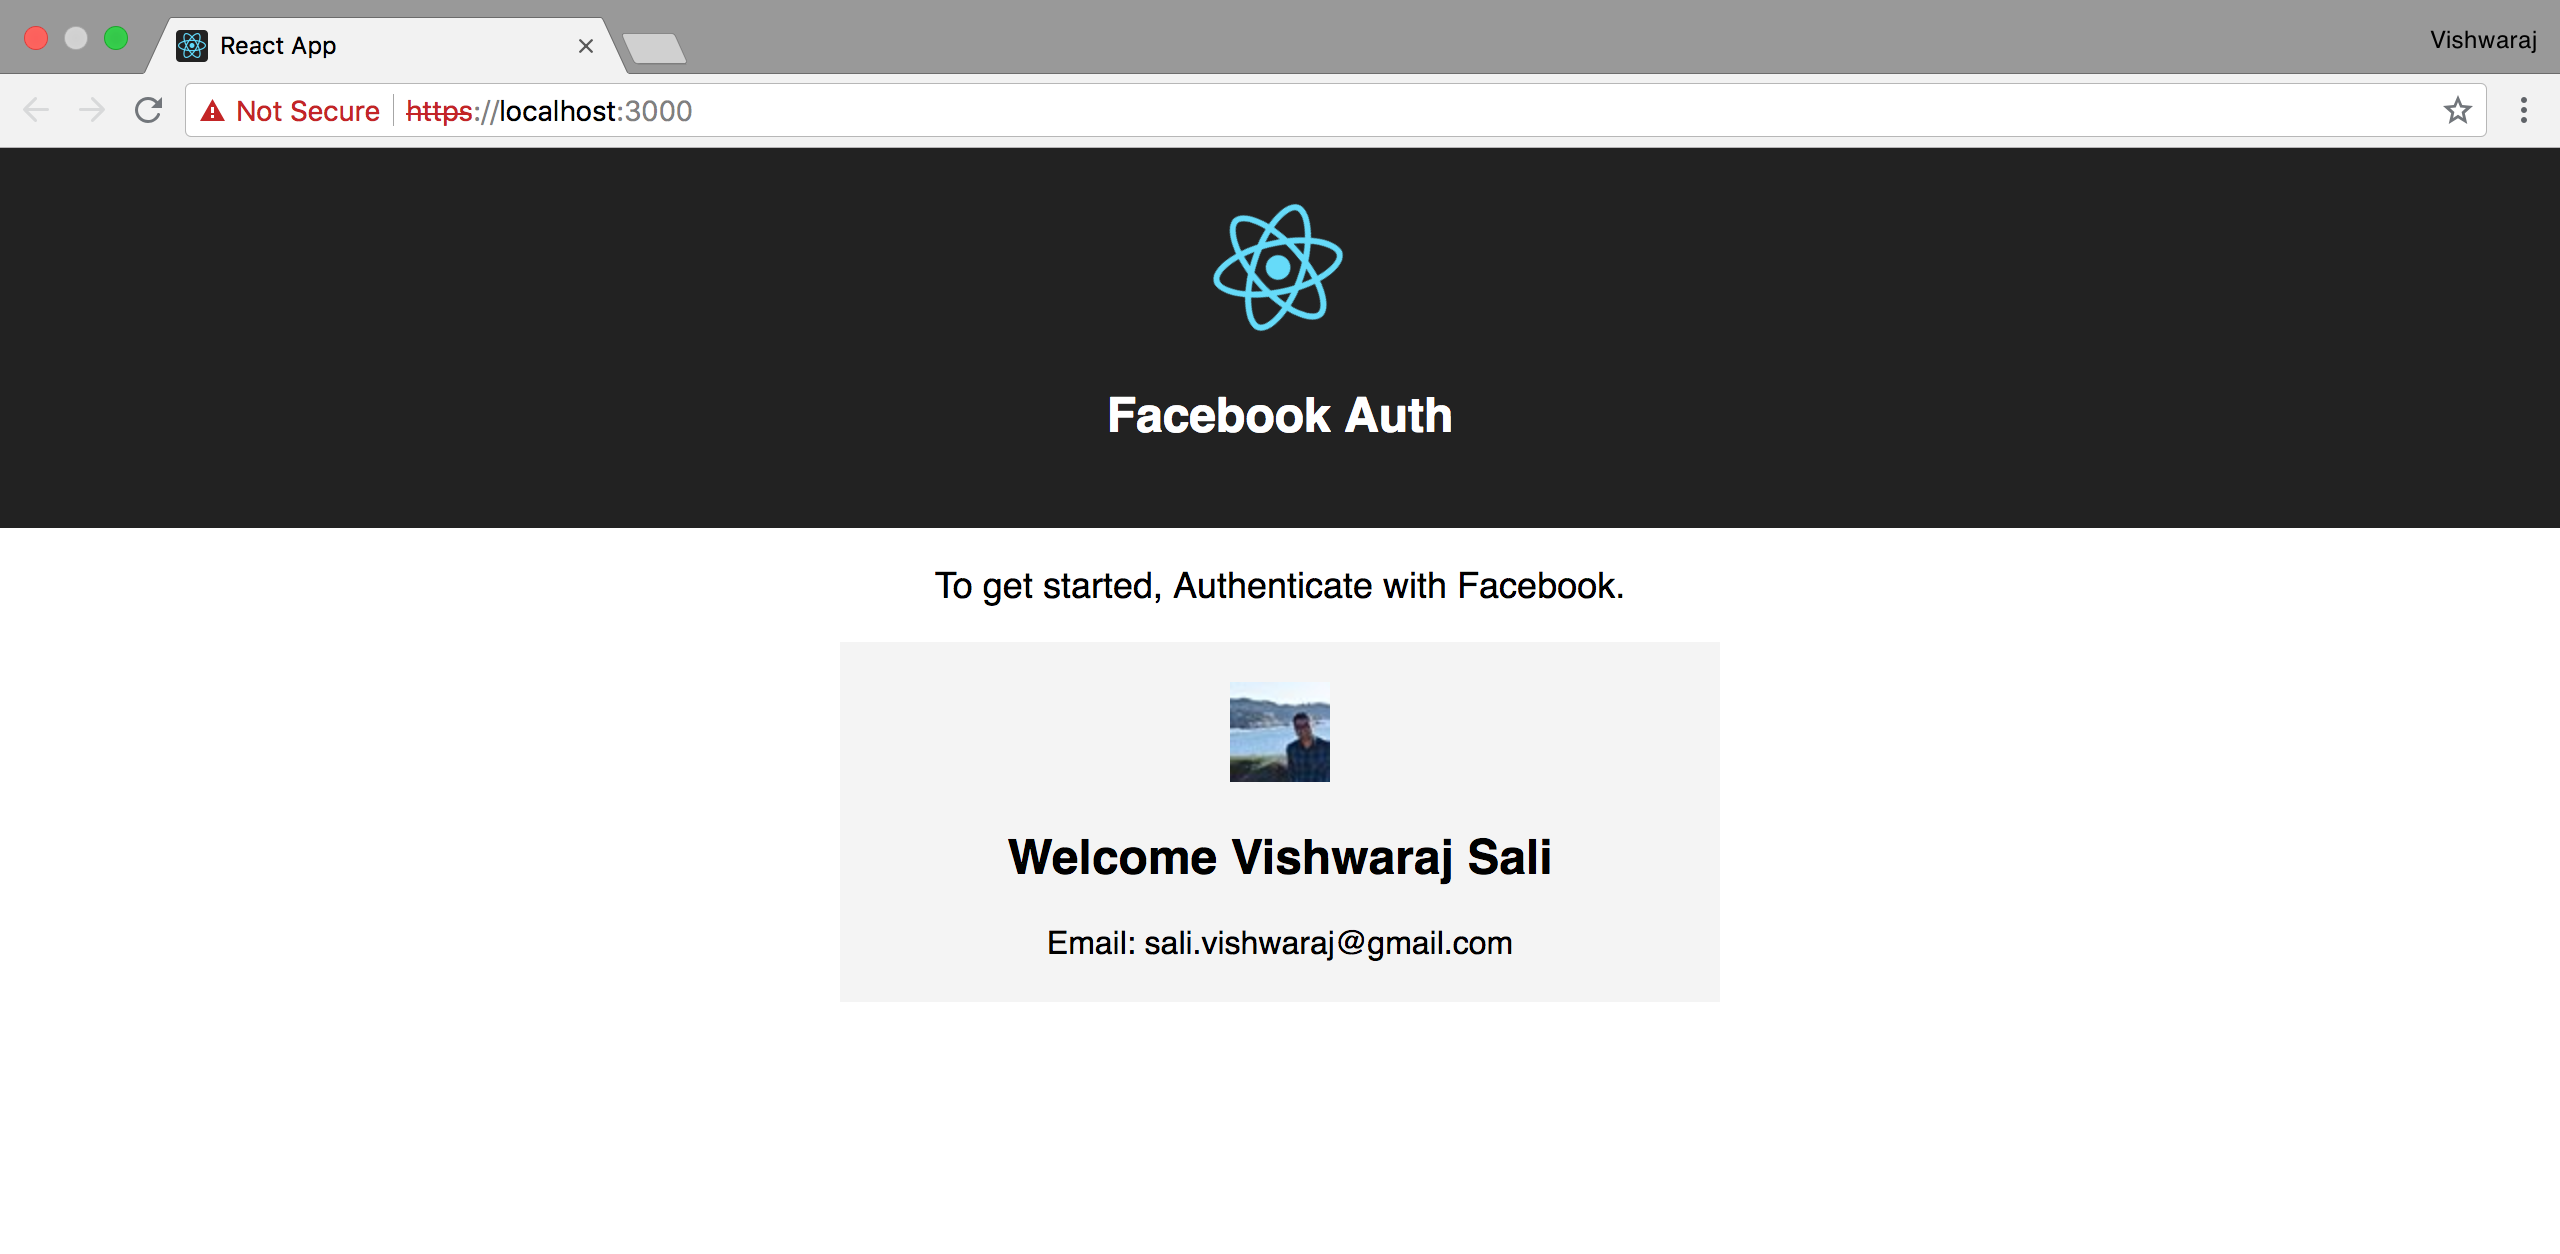 React App
Vishwaraj
Not Secure https://localhost:3000
Facebook Auth
To get started, Authenticate with Facebook.
Welcome Vishwaraj Sali
Email: sali.vishwaraj@gmail.com